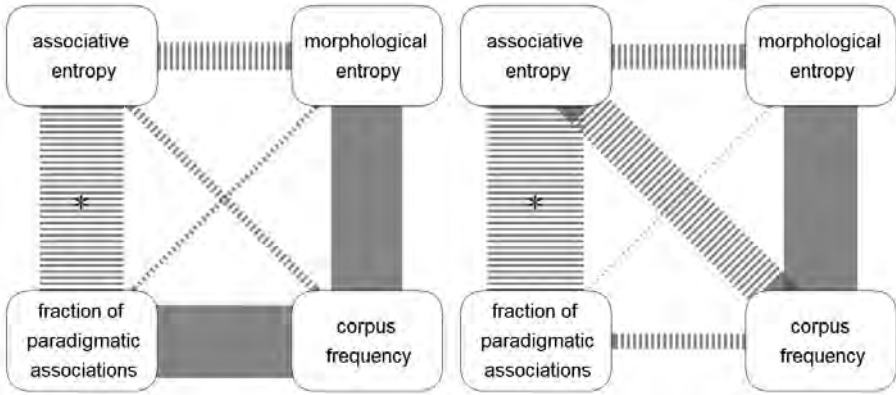 associative
entropy
morphological
entropy
associative
entropy
morphological
entropy
*
*
fraction of
paradigmatic
associations
corpus
frequency
fraction of
paradigmatic
associations
corpus
frequency